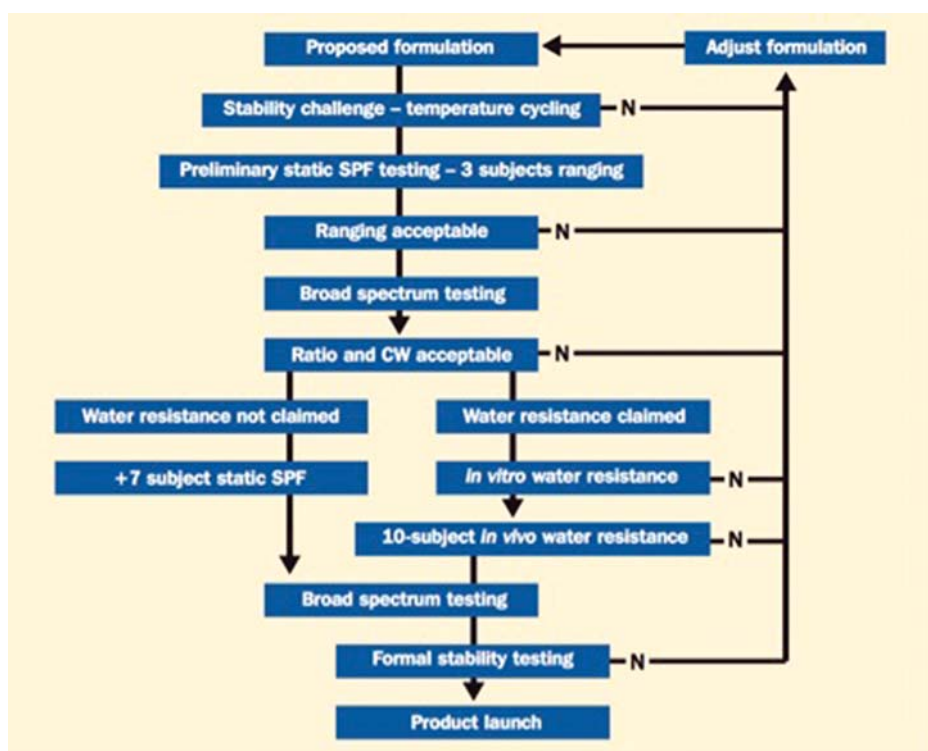 Proposed formulation
Adjust formulation
Stability challenge – temperature cycling
N
Preliminary static SPF testing – 3 subjects ranging
Ranging acceptable
N
Broad spectrum testing
Ratio and CW acceptable
N
Water resistance not claimed
Water resistance claimed
+7 subject static SPF
In vitro water resistance
N
10-subject in vivo water resistance
N
Broad spectrum testing
Formal stability testing
N
Product launch